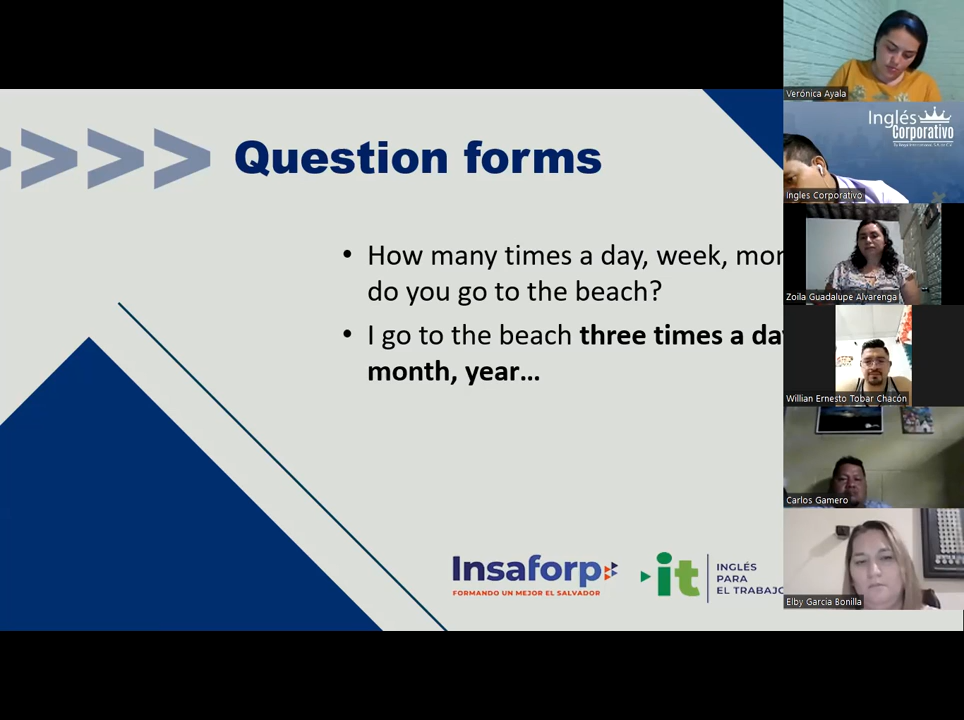 Question forms
• How many times a day, week, mon
do you go to the beach?
• I go to the beach three times a da
month, year...
Insaforp
FORMANDO UN MEJOR EL SALVADOR
it
INGLÉS
PARA
EL TRABAJO
Verónica Ayala
Inglés
Corporativo
Ingles Corporativo
Zoila Guadalupe Alvarenga
Willian Ernesto Tobar Chacón
Carlos Gamero
Elby Garcia Bonilla